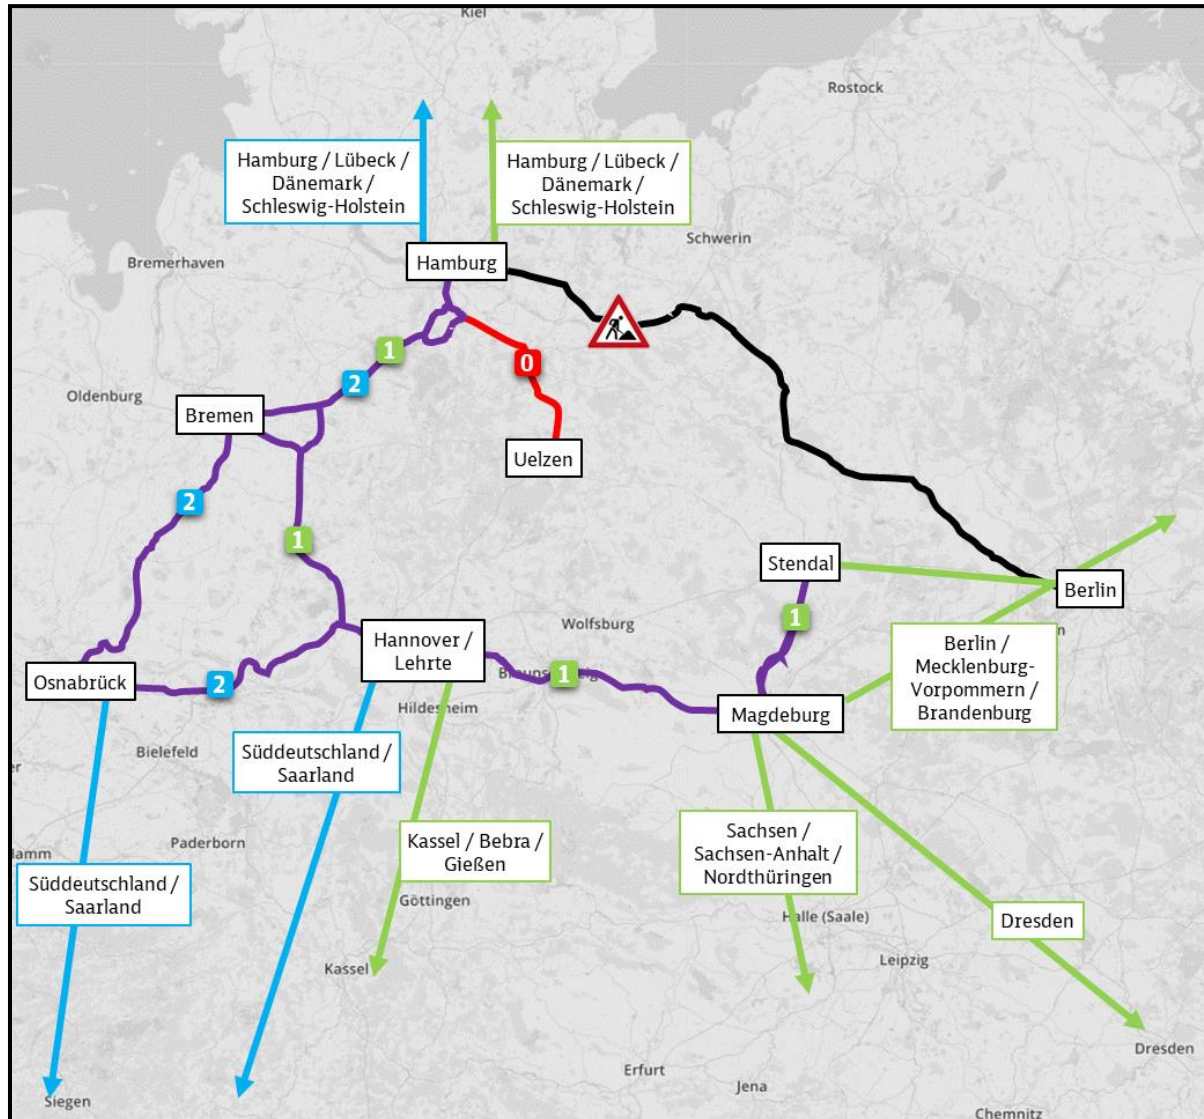 Kiel
Rostock
Hamburg / Lübeck /
Dänemark /
Schleswig-Holstein
Hamburg / Lübeck /
Dänemark /
Schleswig-Holstein
Schwerin
Bremerhaven
Hamburg
1
2
0
Oldenburg
Bremen
Uelzen
2
1
Stendal
Berlin
1
Wolfsburg
Hannover /
Lehrte
Berlin /
Mecklenburg-
Vorpommern /
Brandenburg
Osnabrück
2
1
Hildesheim
Magdeburg
Bielefeld
Süddeutschland /
Saarland
Paderborn
Kassel / Bebra /
Gießen
Sachsen /
Sachsen-Anhalt /
Nordthüringen
Süddeutschland /
Saarland
Göttingen
Halle (Saale)
Dresden
Kassel
Leipzig
Dresden
Erfurt
Jena
Siegen
Chemnitz